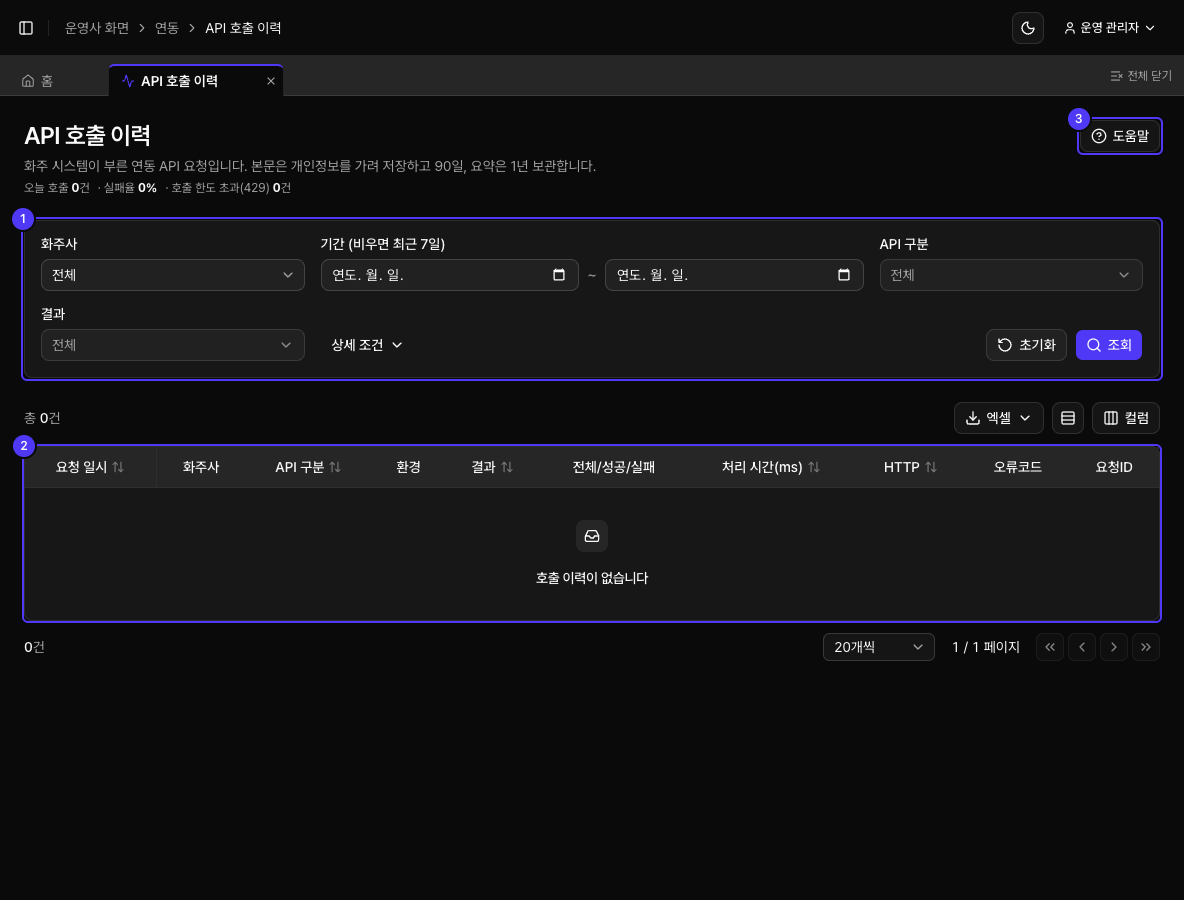 운영사 화면 > 연동 > API 호출 이력
운영 관리자
홈
API 호출 이력
전체 닫기
API 호출 이력
3
도움말
화주 시스템이 부른 연동 API 요청입니다. 본문은 개인정보를 가려 저장하고 90일, 요약은 1년 보관합니다.
오늘 호출 0건 · 실패율 0% · 호출 한도 초과(429) 0건
1
화주사
기간 (비우면 최근 7일)
API 구분
전체
연도. 월. 일.
~
연도. 월. 일.
전체
결과
전체
상세 조건
초기화
조회
총 0건
엑셀
컬럼
2
요청 일시
화주사
API 구분
환경
결과
전체/성공/실패
처리 시간(ms)
HTTP
오류코드
요청ID
호출 이력이 없습니다
0건
20개씩
1 / 1 페이지